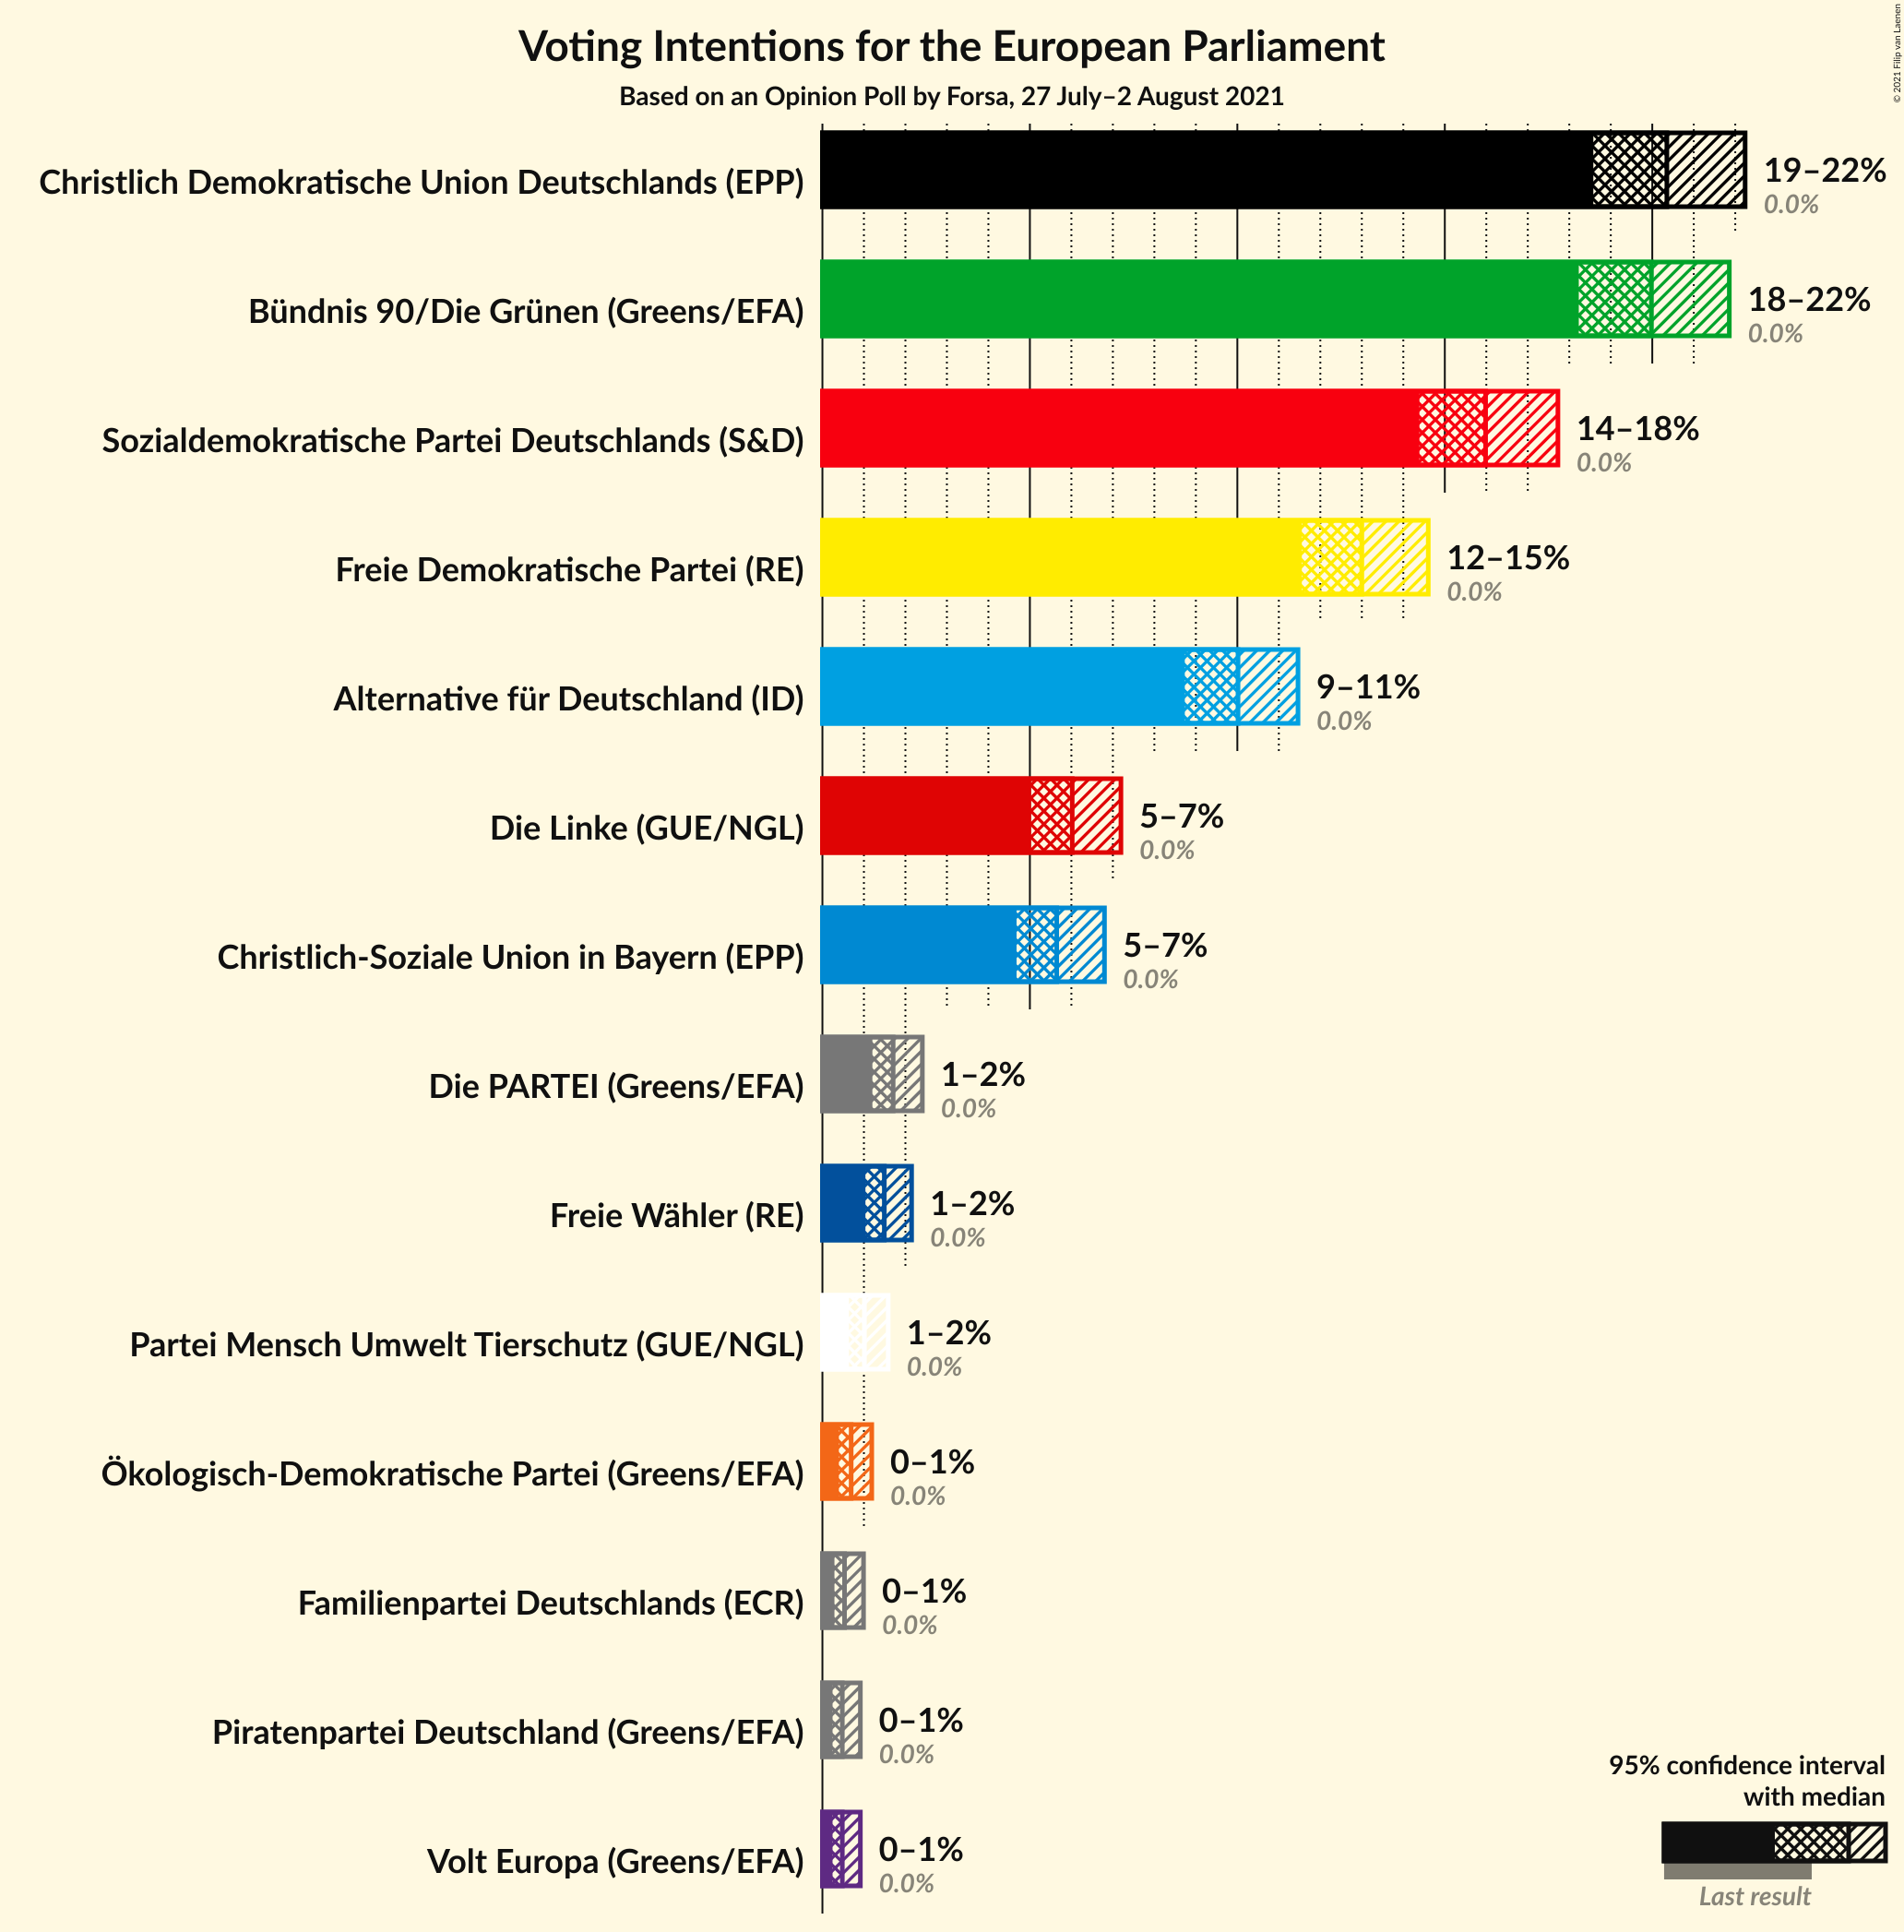 Voting Intentions for the European Parliament
Based on an Opinion Poll by Forsa, 27 July–2 August 2021
© 2021 Filip van Laenen
Christlich Demokratische Union Deutschlands (EPP)
19–22%
0.0%
Bündnis 90/Die Grünen (Greens/EFA)
18–22%
0.0%
Sozialdemokratische Partei Deutschlands (S&D)
14–18%
0.0%
Freie Demokratische Partei (RE)
12–15%
0.0%
Alternative für Deutschland (ID)
9–11%
0.0%
Die Linke (GUE/NGL)
5–7%
0.0%
Christlich-Soziale Union in Bayern (EPP)
5–7%
0.0%
Die PARTEI (Greens/EFA)
1–2%
0.0%
Freie Wähler (RE)
1–2%
0.0%
Partei Mensch Umwelt Tierschutz (GUE/NGL)
1–2%
0.0%
Ökologisch-Demokratische Partei (Greens/EFA)
0–1%
0.0%
Familienpartei Deutschlands (ECR)
0–1%
0.0%
Piratenpartei Deutschland (Greens/EFA)
0–1%
0.0%
Volt Europa (Greens/EFA)
0–1%
0.0%
95% confidence interval
with median
Last result